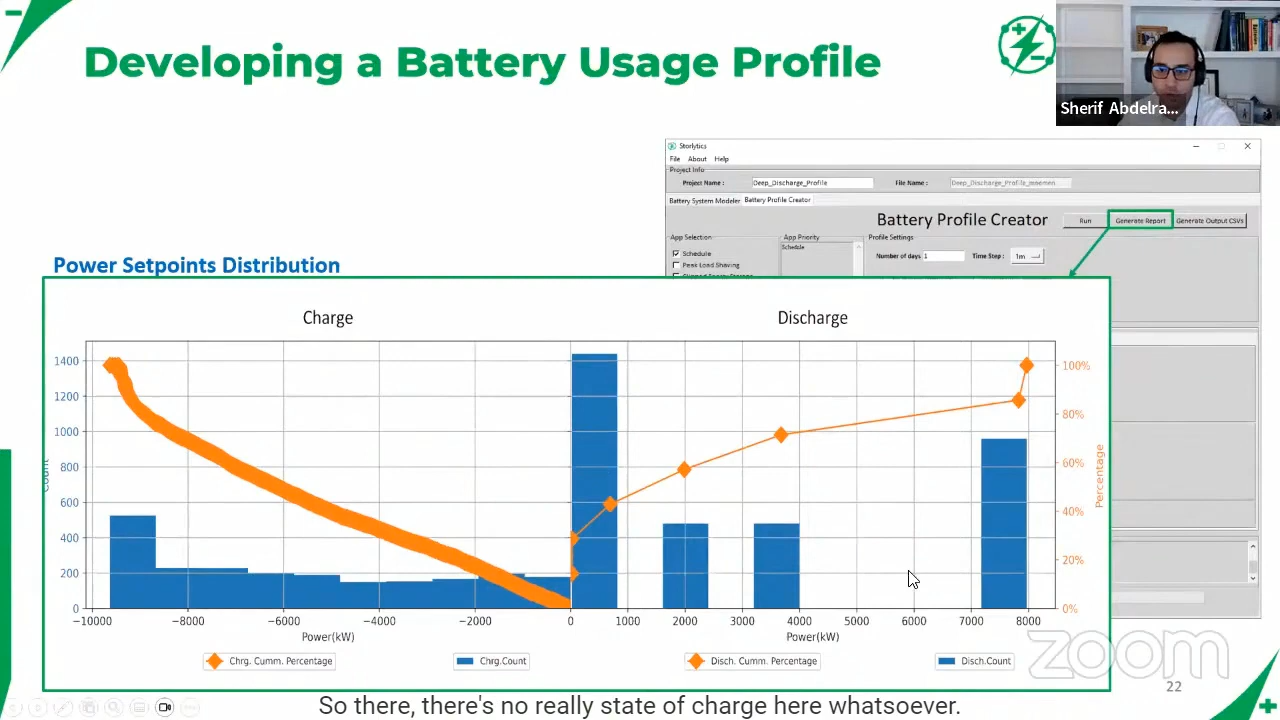 Developing a Battery Usage Profile
Sherif Abdelra...
Storlytics
File About Help
Project Info
Project Name : Deep_Discharge_Profile File Name : Deep_Discharge_Profile_mnemen
Battery System Modeler Battery Profile Creator
Battery Profile Creator Run Generate Report Generate Output CSVs
App Selection App Priority Profile Settings
Schedule Schedule
Number of days 1 Time Step : 1m
Peak Load Shaving
Power Setpoints Distribution
Charge Discharge
1400 100%
1200
80%
1000
800 60%
Count Percentage
600
40%
400
20%
200
0 0%
−10000 −8000 −6000 −4000 −2000 0 1000 2000 3000 4000 5000 6000 7000 8000
Power(kW) Power(kW)
Chrg. Cumm. Percentage Chrg.Count Disch. Cumm. Percentage Disch.Count
zoom
22
So there, there's no really state of charge here whatsoever.